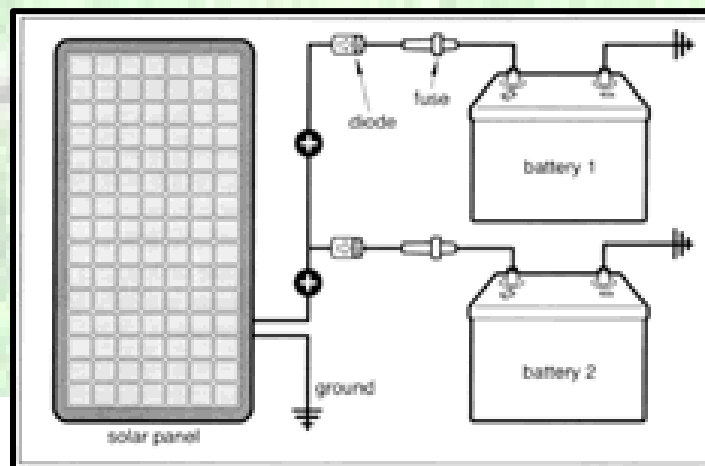 diode
fuse
battery 1
battery 2
ground
solar panel